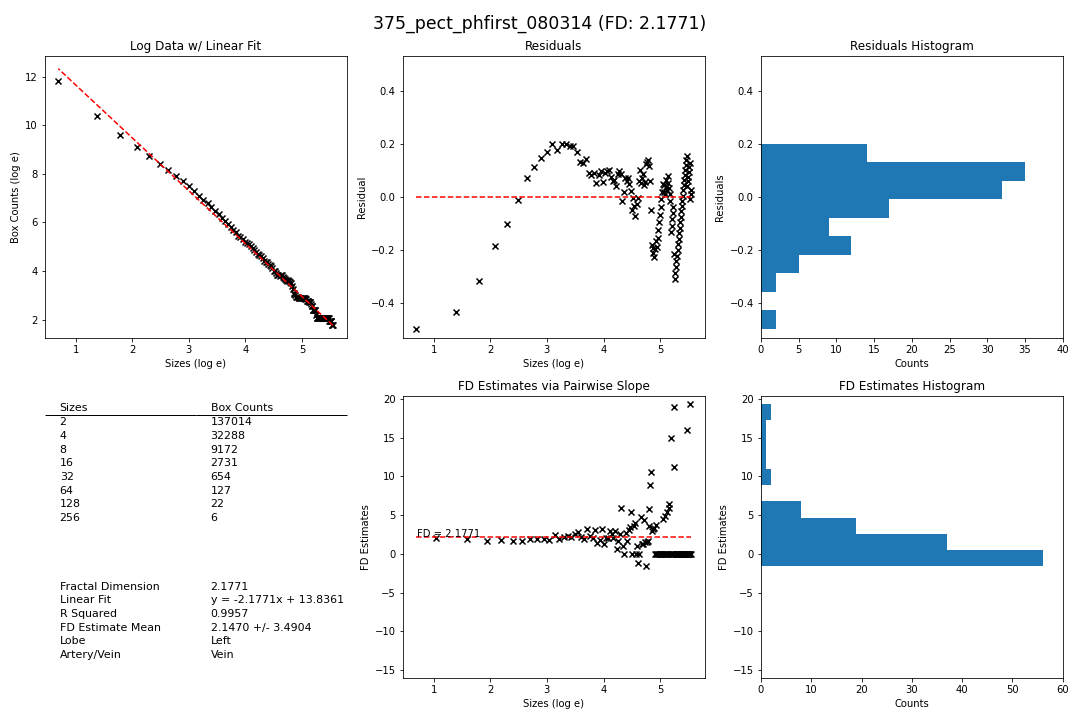 375_pect_phfirst_080314 (FD: 2.1771)
Log Data w/ Linear Fit
Box Counts (log e)
12
10
8
6
4
2
1 2 3 4 5
Sizes (log e)
Residuals
Residual
0.4
0.2
0.0
−0.2
−0.4
1 2 3 4 5
Sizes (log e)
Residuals Histogram
Residuals
0.4
0.2
0.0
−0.2
−0.4
0 5 10 15 20 25 30 35 40
Counts
Sizes Box Counts
2 137014
4 32288
8 9172
16 2731
32 654
64 127
128 22
256 6
Fractal Dimension 2.1771
Linear Fit y = -2.1771x + 13.8361
R Squared 0.9957
FD Estimate Mean 2.1470 +/- 3.4904
Lobe Left
Artery/Vein Vein
FD Estimates via Pairwise Slope
FD Estimates
20
15
10
5
0
−5
−10
−15
FD = 2.1771
1 2 3 4 5
Sizes (log e)
FD Estimates Histogram
FD Estimates
20
15
10
5
0
−5
−10
−15
0 10 20 30 40 50 60
Counts